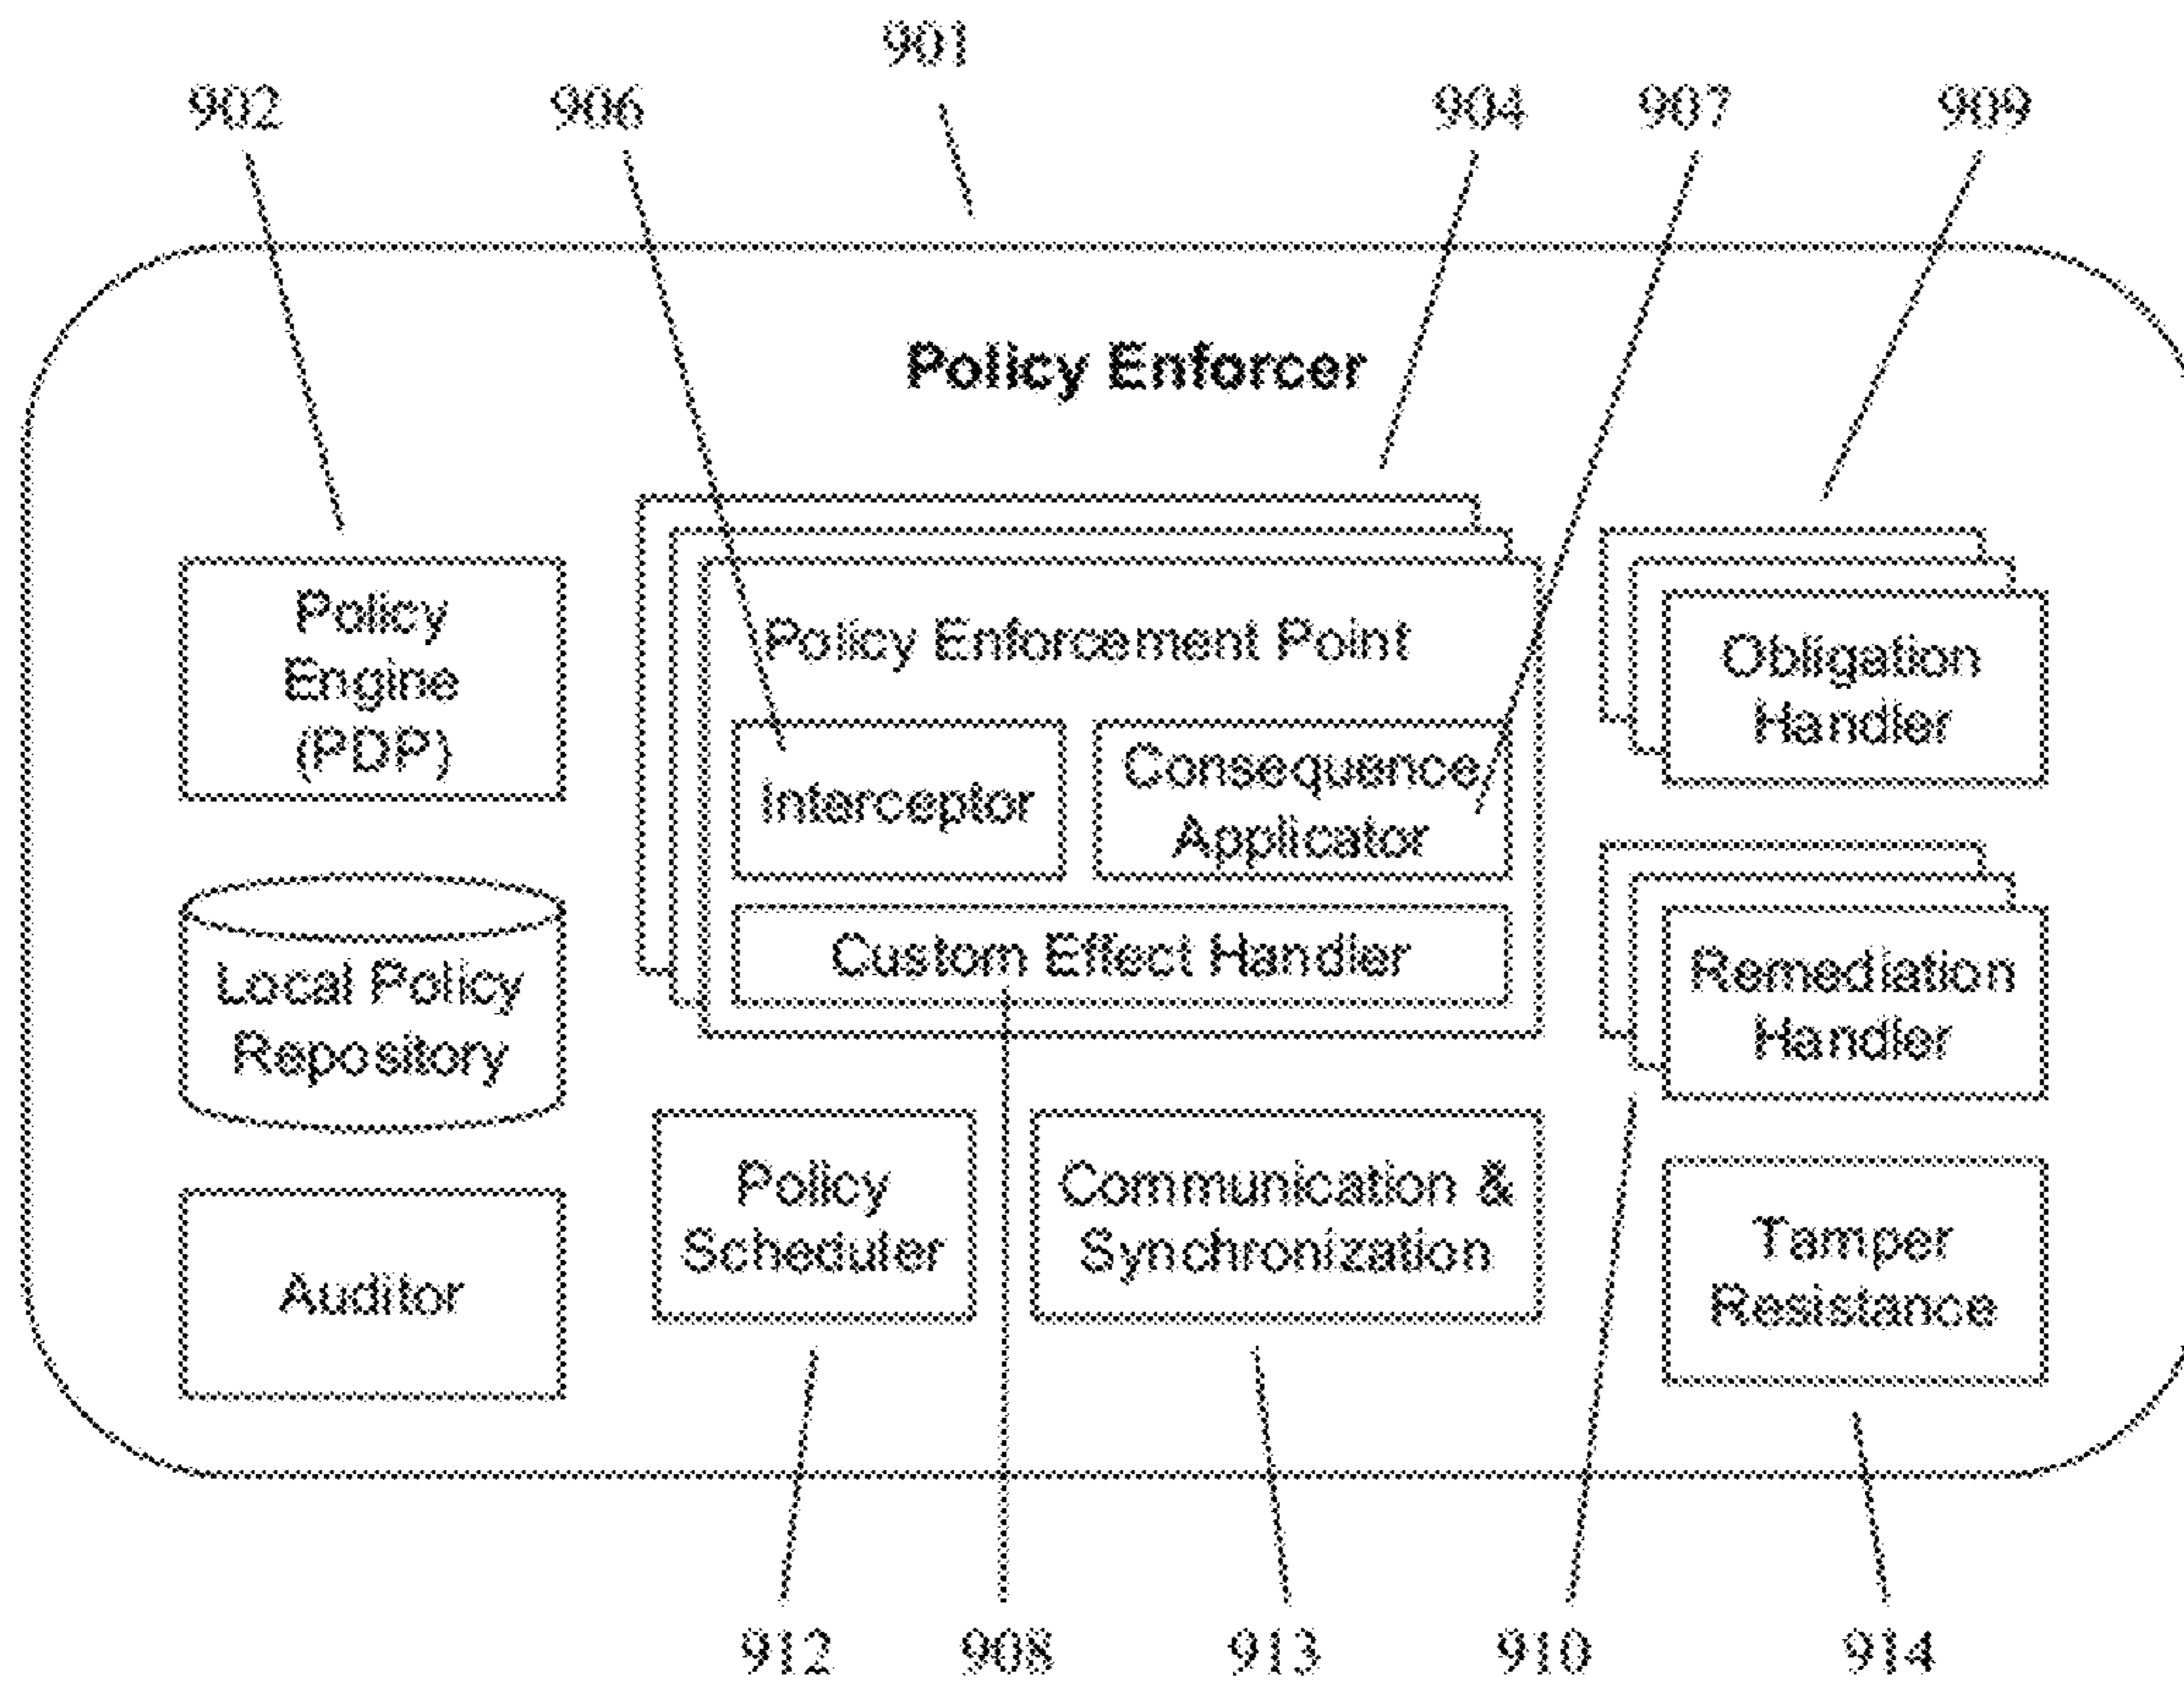 901
902
906
904
907
909
Policy Enforcer
Policy
Engine
(PDP)
Policy Enforcement Point
Interceptor
Consequence
Applicator
Custom Effect Handler
Obligation
Handler
Local Policy
Repository
Remediation
Handler
Auditor
Policy
Scheduler
Communication &
Synchronization
Tamper
Resistance
912
908
913
910
914